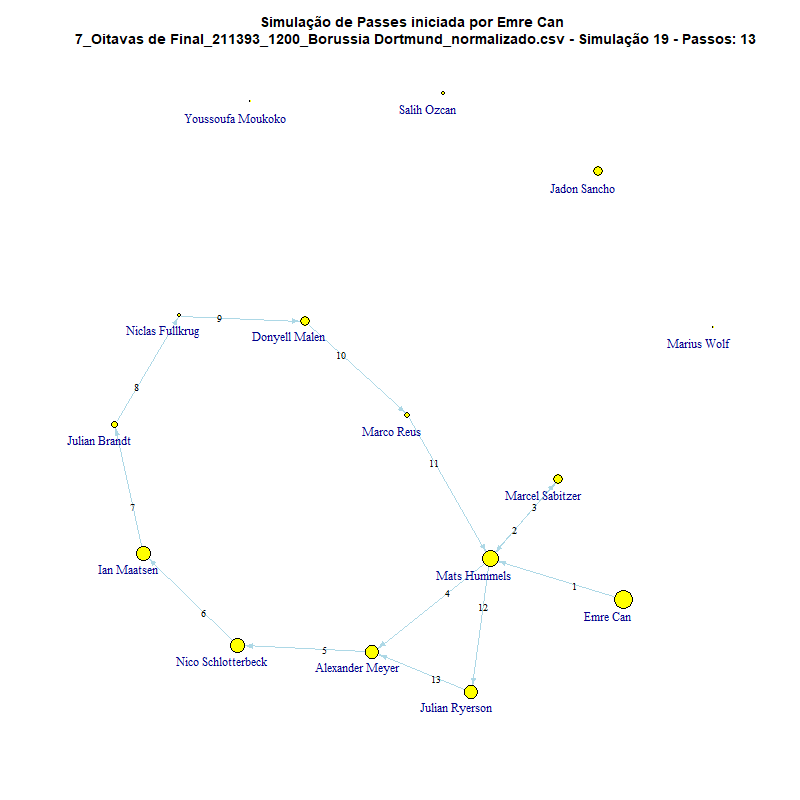 Simulação de Passes iniciada por Emre Can
7_Oitavas de Final_211393_1200_Borussia Dortmund_normalizado.csv - Simulação 19 - Passos: 13
Salih Ozcan
Youssoufa Moukoko
Jadon Sancho
9
Niclas Fullkrug
Donyell Malen
Marius Wolf
10
8
Marco Reus
Julian Brandt
11
Marcel Sabitzer
7
3
2
Ian Maatsen
Mats Hummels
1
4
12
6
Emre Can
5
Nico Schlotterbeck
Alexander Meyer
13
Julian Ryerson